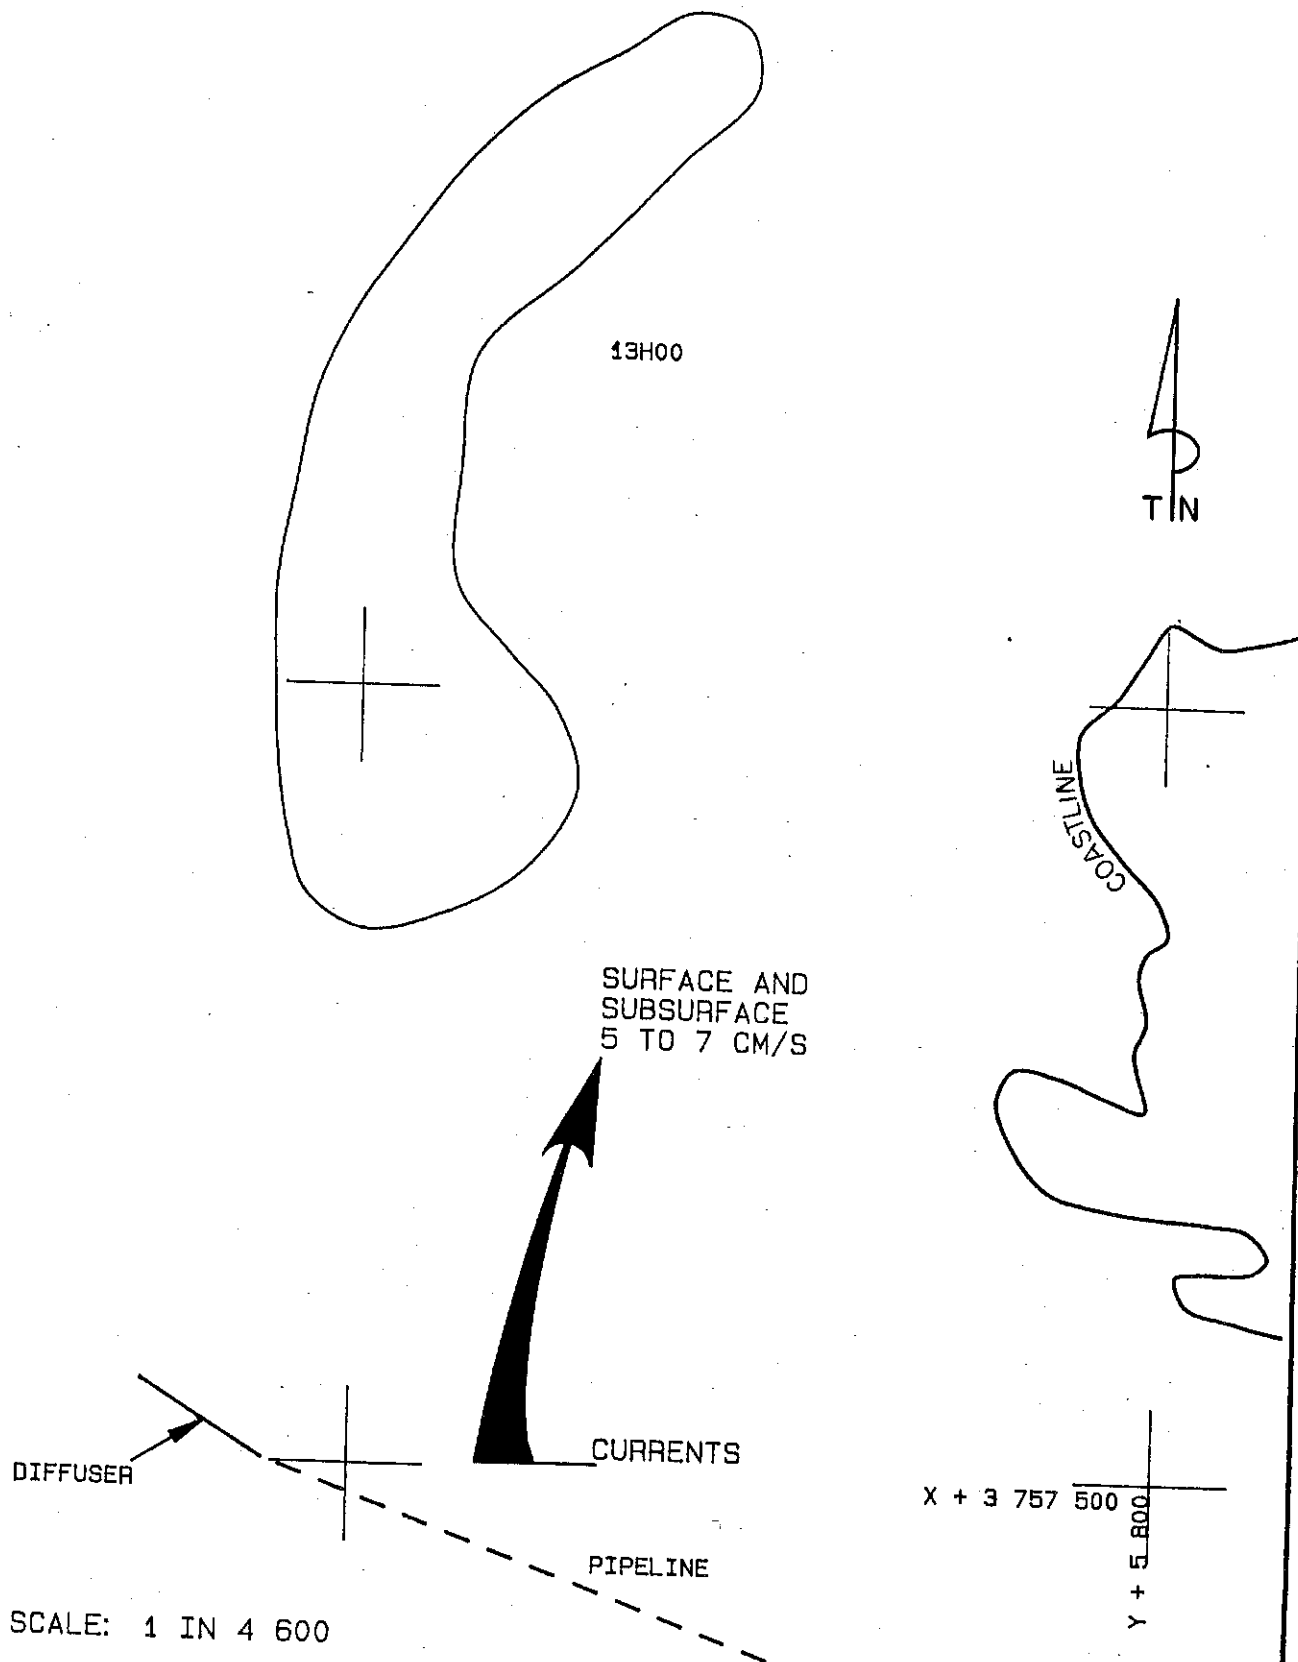 13H00
T N
COASTLINE
SURFACE AND
SUBSURFACE
5 TO 7 CM/S
CURRENTS
DIFFUSER
X + 3 757 500
Y + 5 800
PIPELINE
SCALE: 1 IN 4 600